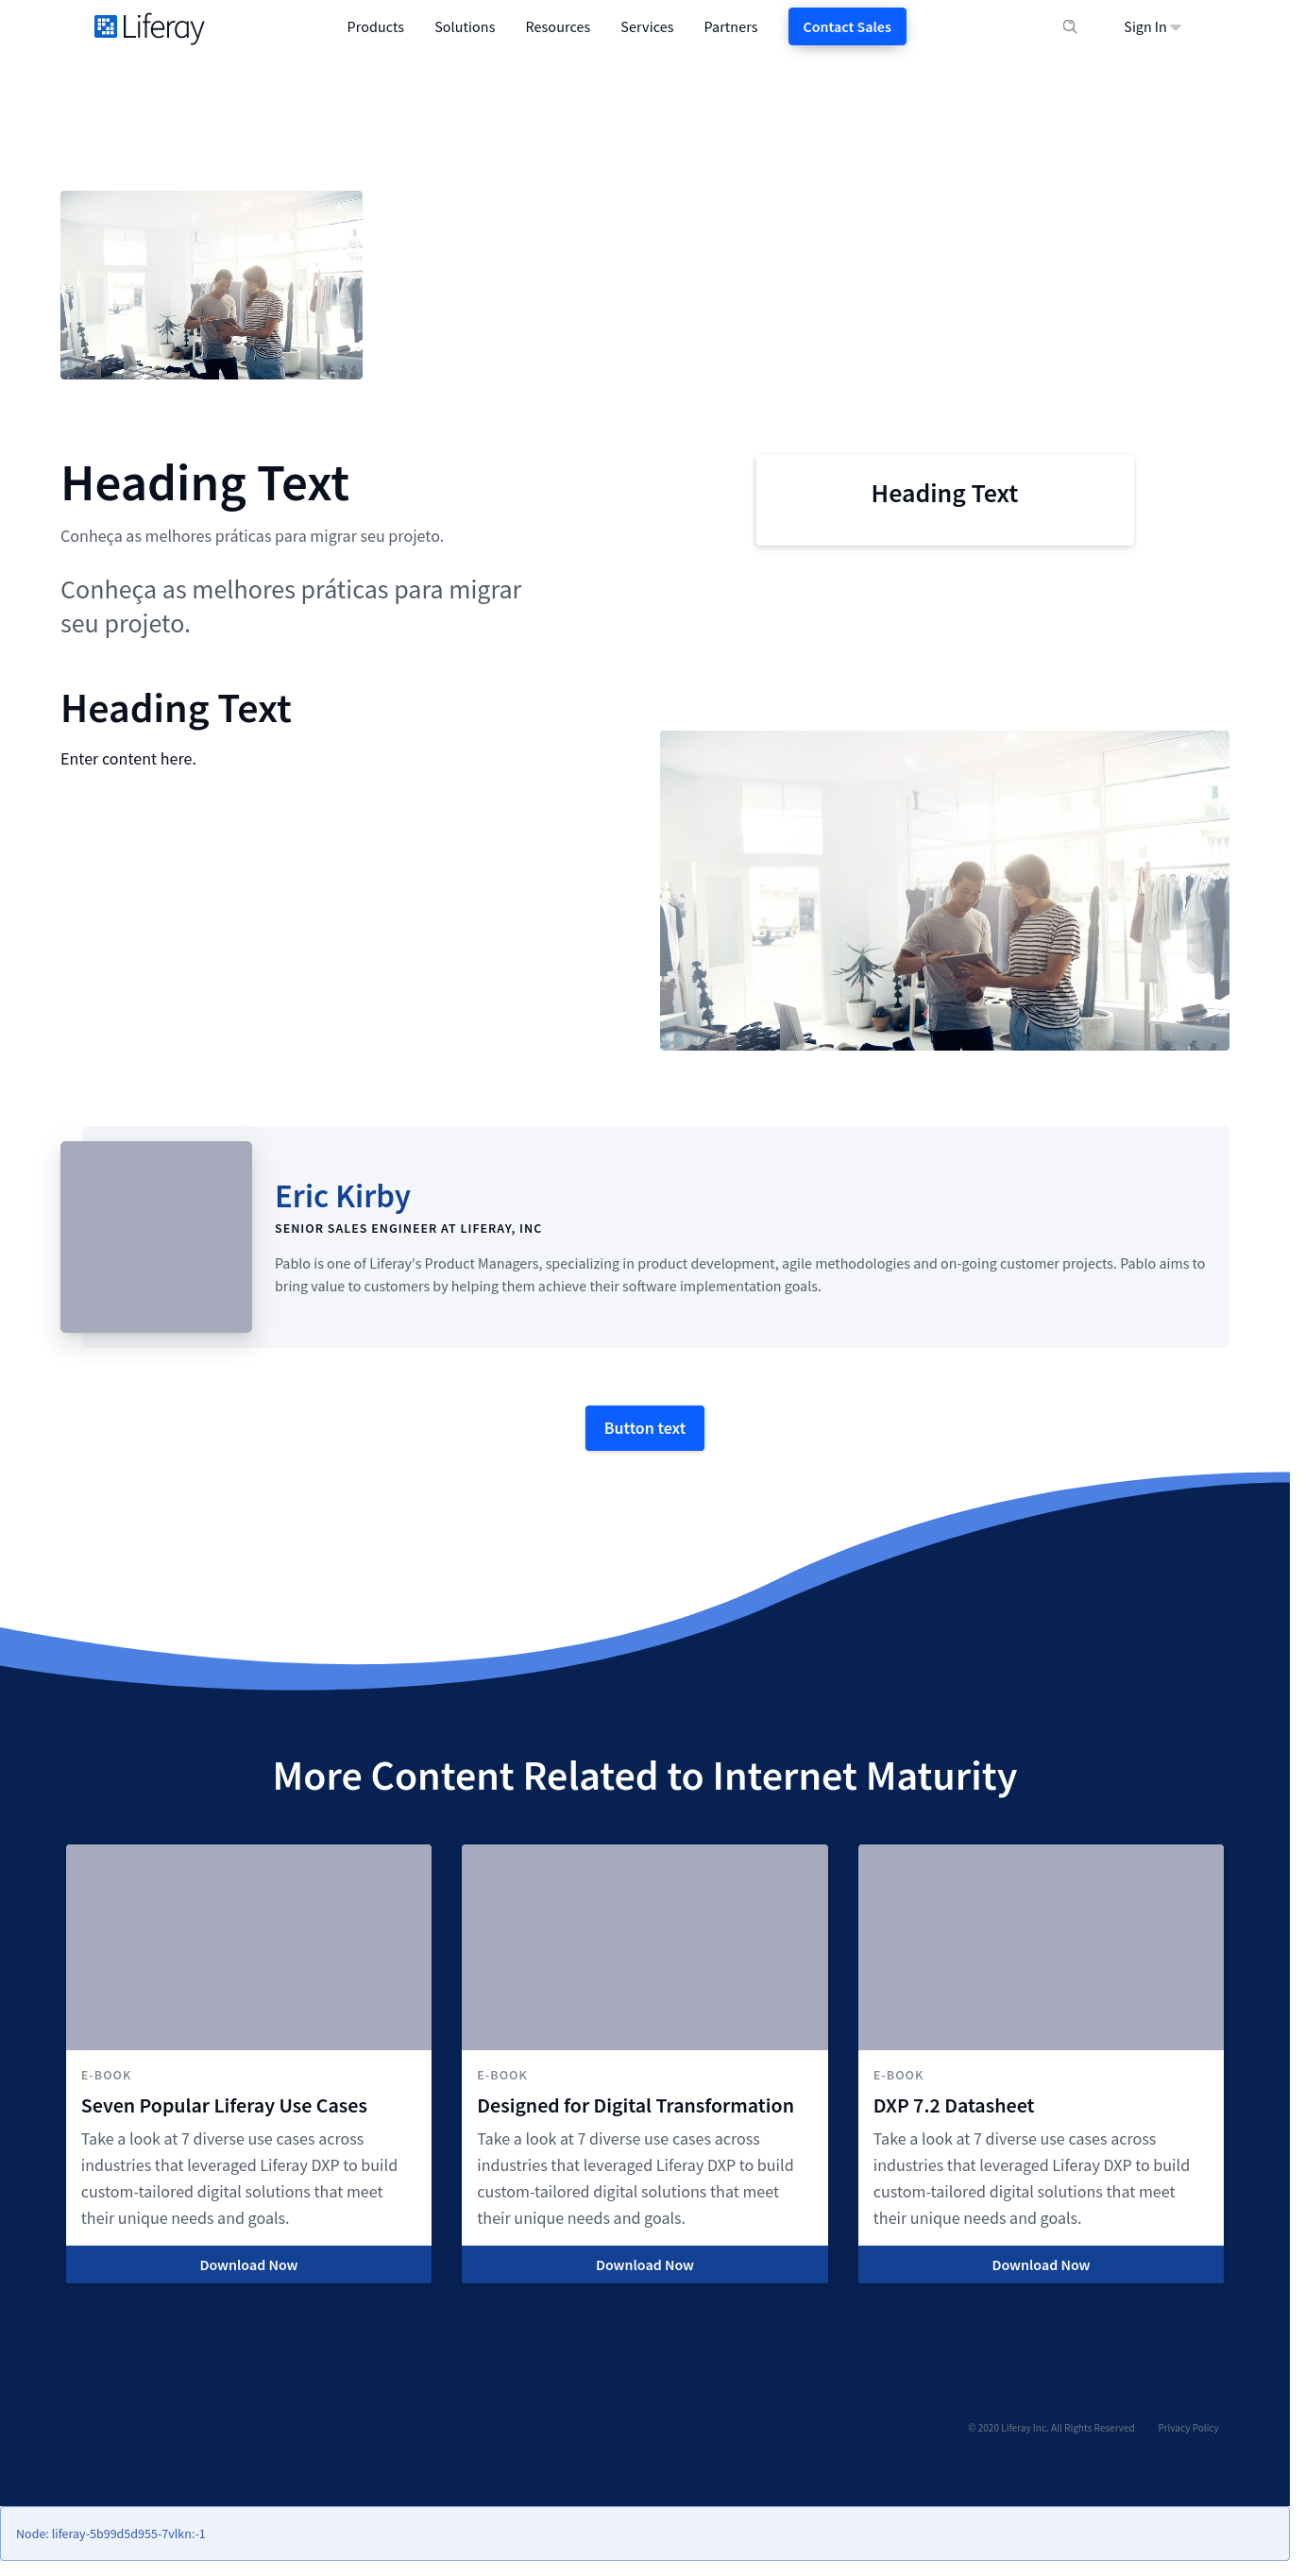 Liferay
Products Solutions Resources Services Partners Contact Sales Sign In
Heading Text
Conheça as melhores práticas para migrar seu projeto.
Conheça as melhores práticas para migrar
seu projeto.
Heading Text
Heading Text
Enter content here.
Eric Kirby
SENIOR SALES ENGINEER AT LIFERAY, INC
Pablo is one of Liferay's Product Managers, specializing in product development, agile methodologies and on-going customer projects. Pablo aims to
bring value to customers by helping them achieve their software implementation goals.
Button text
More Content Related to Internet Maturity
E-BOOK
Seven Popular Liferay Use Cases
Take a look at 7 diverse use cases across
industries that leveraged Liferay DXP to build
custom-tailored digital solutions that meet
their unique needs and goals.
Download Now
E-BOOK
Designed for Digital Transformation
Take a look at 7 diverse use cases across
industries that leveraged Liferay DXP to build
custom-tailored digital solutions that meet
their unique needs and goals.
Download Now
E-BOOK
DXP 7.2 Datasheet
Take a look at 7 diverse use cases across
industries that leveraged Liferay DXP to build
custom-tailored digital solutions that meet
their unique needs and goals.
Download Now
© 2020 Liferay Inc. All Rights Reserved Privacy Policy
Node: liferay-5b99d5d955-7vlkn:-1